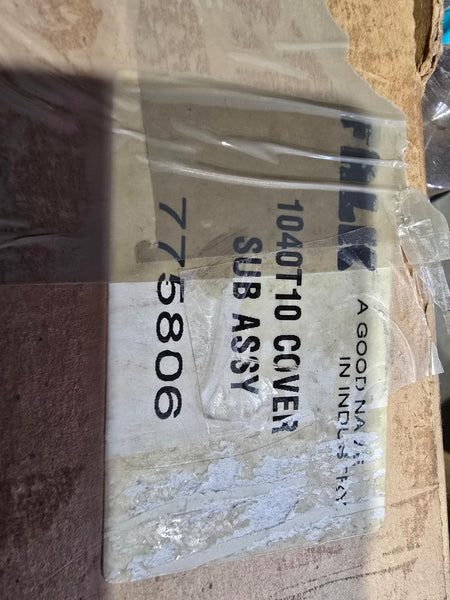 FALK
A GOOD NAME
IN INDUSTRY
1040T10 COVER
SUB ASSY
775806